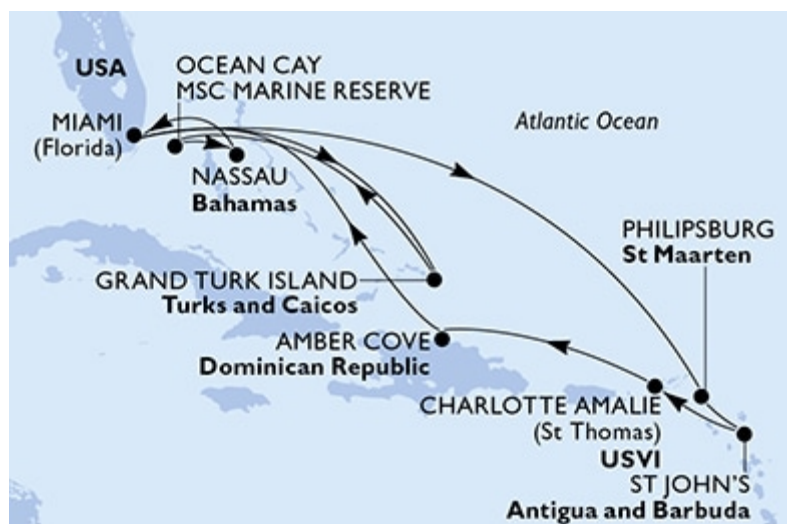 USA
OCEAN CAY
MSC MARINE RESERVE
MIAMI
(Florida)
NASSAU
Bahamas
Atlantic Ocean
PHILIPSBURG
St Maarten
GRAND TURK ISLAND
Turks and Caicos
AMBER COVE
Dominican Republic
CHARLOTTE AMALIE
(St Thomas)
USVI
ST JOHN'S
Antigua and Barbuda